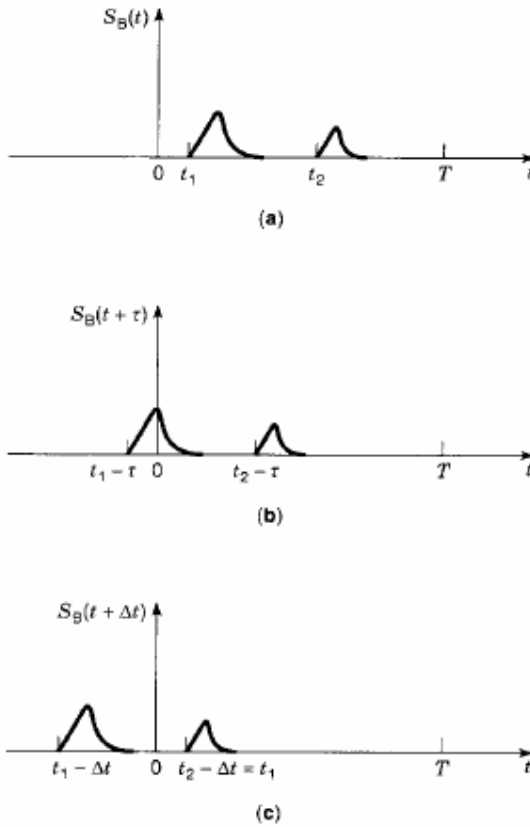 S_B(t)
0 t_1 t_2 T t
(a)
S_B(t + τ)
t_1 − τ 0 t_2 − τ T t
(b)
S_B(t + Δt)
t_1 − Δt 0 t_2 − Δt = t_1 T t
(c)